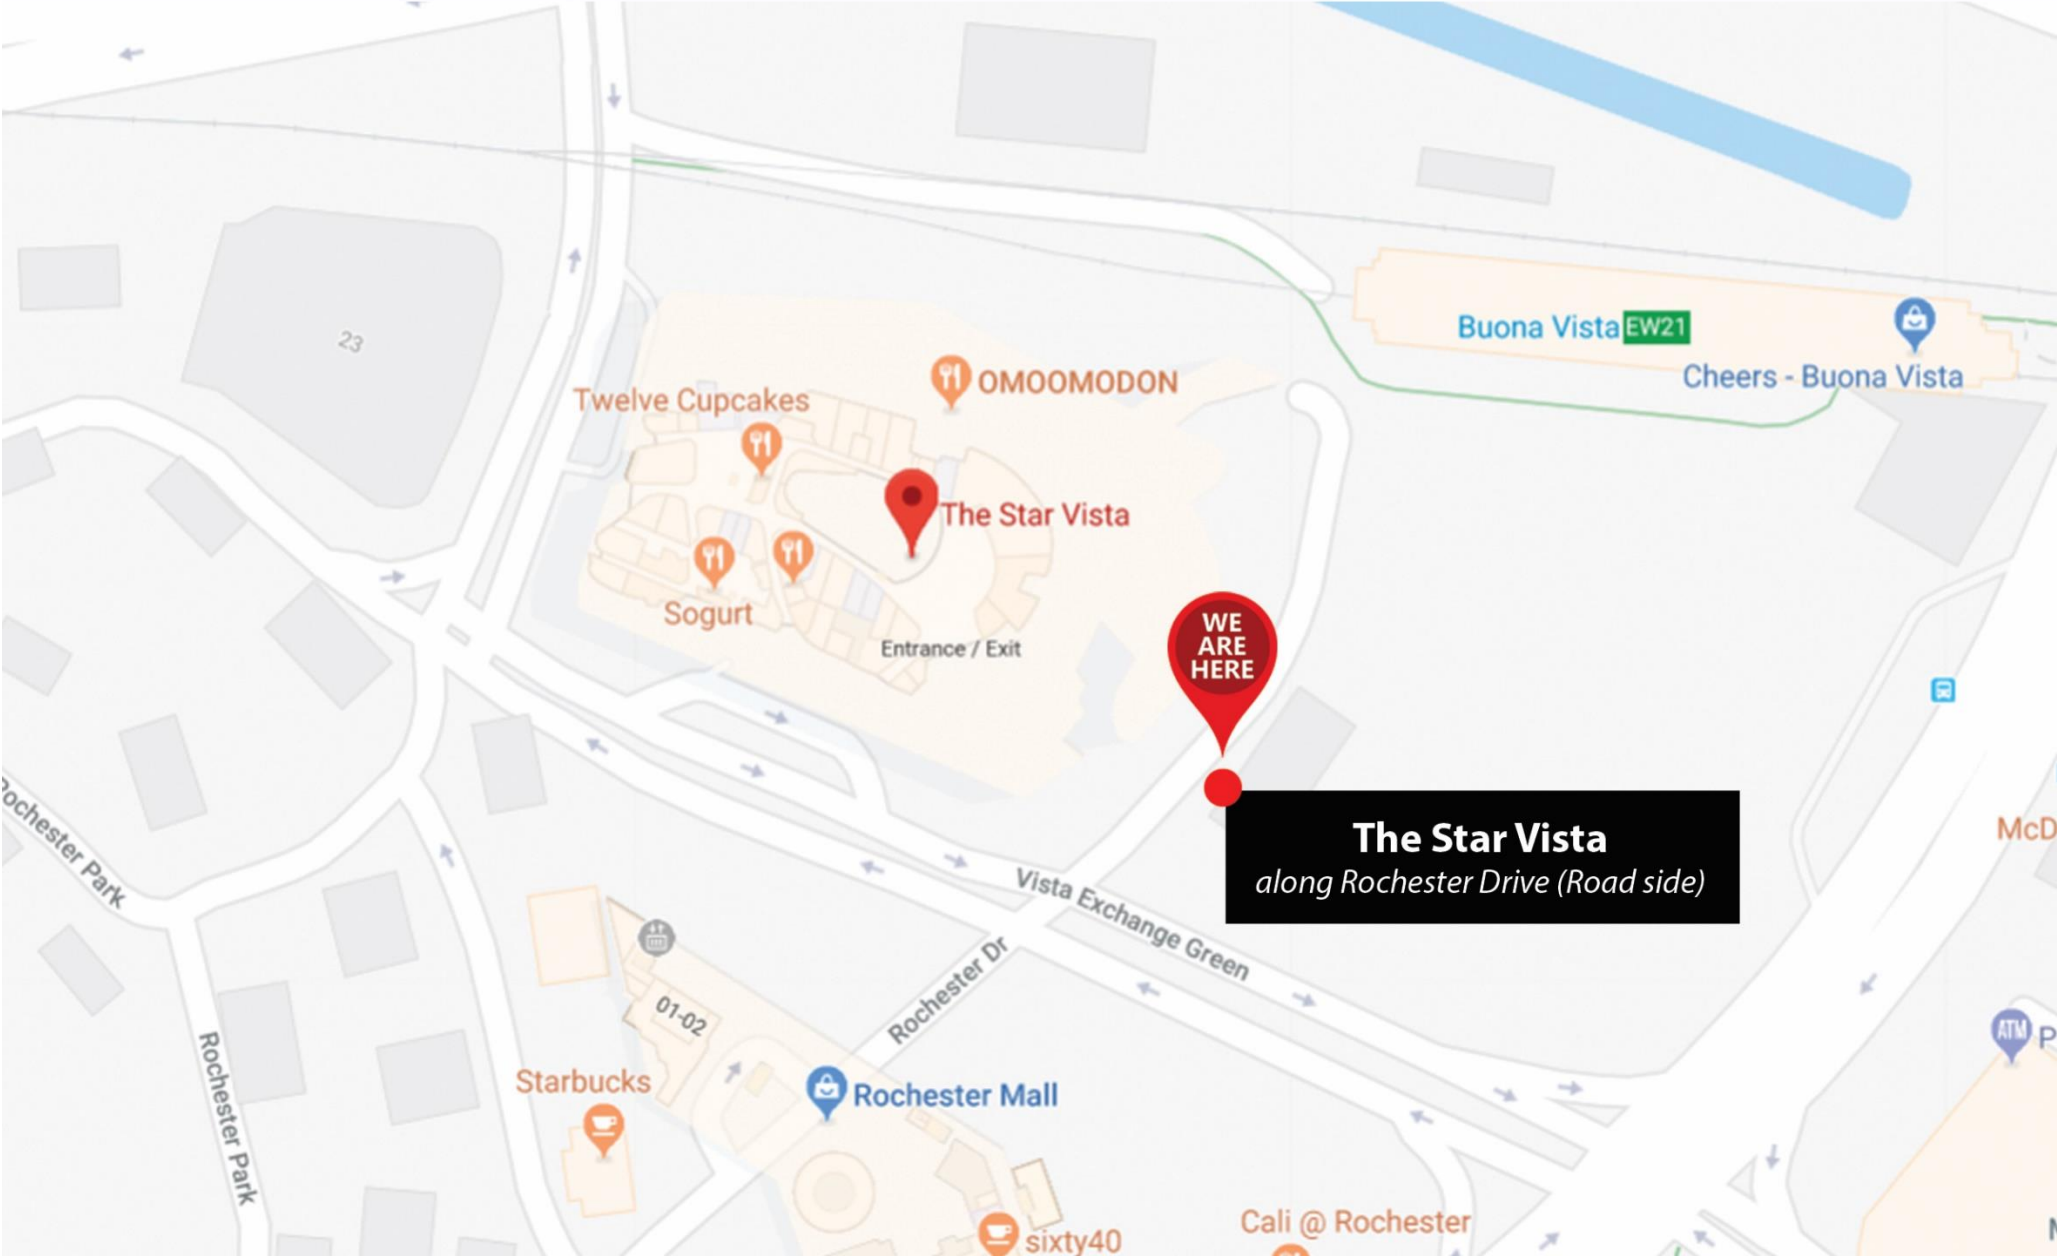 23
Buona Vista EW21
Cheers - Buona Vista
OMOOMODON
Twelve Cupcakes
The Star Vista
Sogurt
Entrance / Exit
WE
ARE
HERE
The Star Vista
along Rochester Drive (Road side)
McD
Vista Exchange Green
Rochester Park
Rochester Dr
01-02
ATM
P
Rochester Park
Starbucks
Rochester Mall
Cali @ Rochester
sixty40